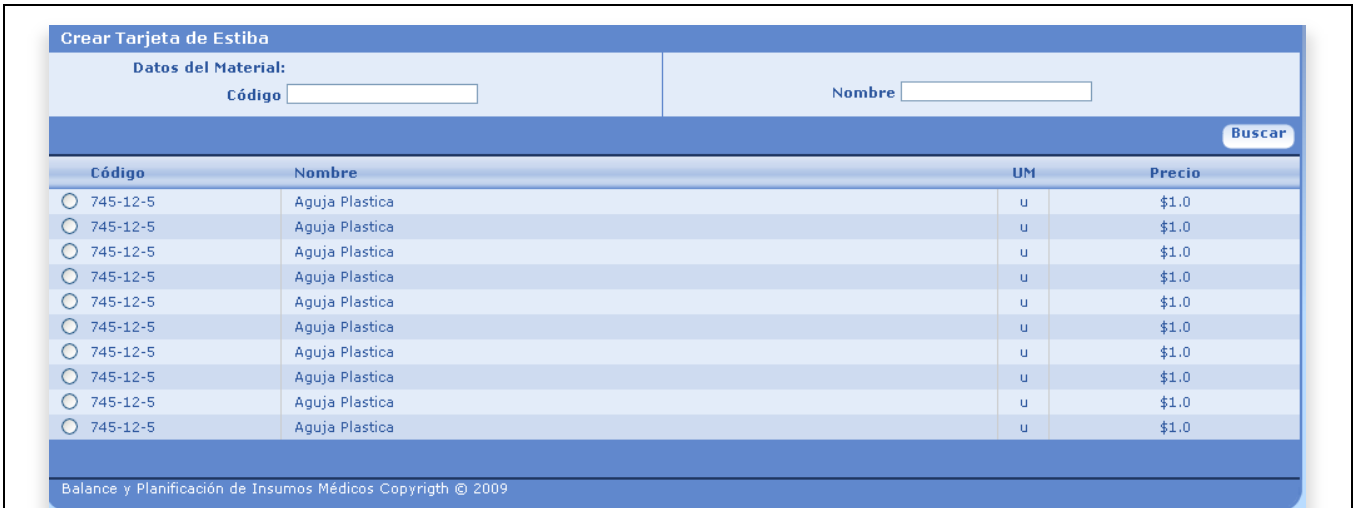 Crear Tarjeta de Estiba
Datos del Material:
Código Nombre
Buscar
Código Nombre UM Precio
745-12-5 Aguja Plastica u $1.0
745-12-5 Aguja Plastica u $1.0
745-12-5 Aguja Plastica u $1.0
745-12-5 Aguja Plastica u $1.0
745-12-5 Aguja Plastica u $1.0
745-12-5 Aguja Plastica u $1.0
745-12-5 Aguja Plastica u $1.0
745-12-5 Aguja Plastica u $1.0
745-12-5 Aguja Plastica u $1.0
745-12-5 Aguja Plastica u $1.0
Balance y Planificación de Insumos Médicos Copyrigth © 2009